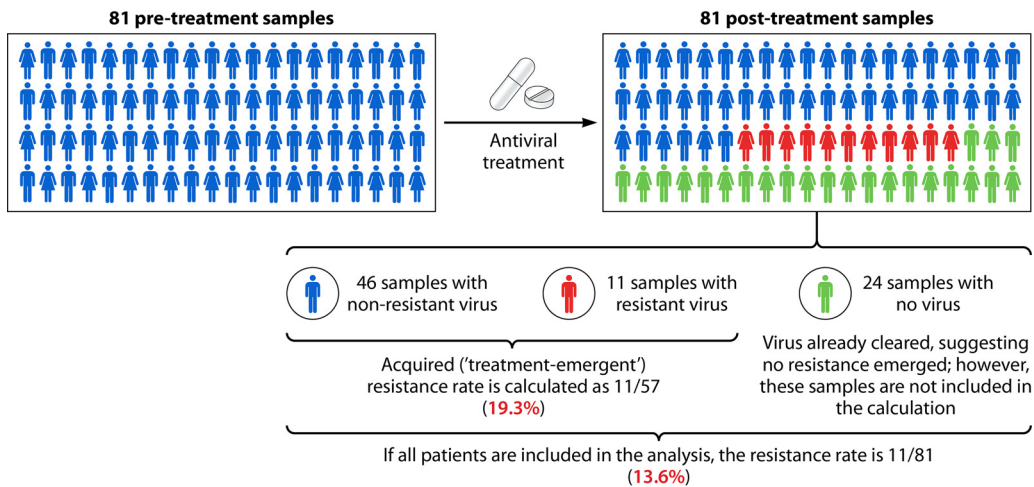 81 pre-treatment samples
81 post-treatment samples
Antiviral
treatment
46 samples with
non-resistant virus
11 samples with
resistant virus
24 samples with
no virus
Acquired ('treatment-emergent')
resistance rate is calculated as 11/57
(19.3%)
Virus already cleared, suggesting
no resistance emerged; however,
these samples are not included in
the calculation
If all patients are included in the analysis, the resistance rate is 11/81
(13.6%)